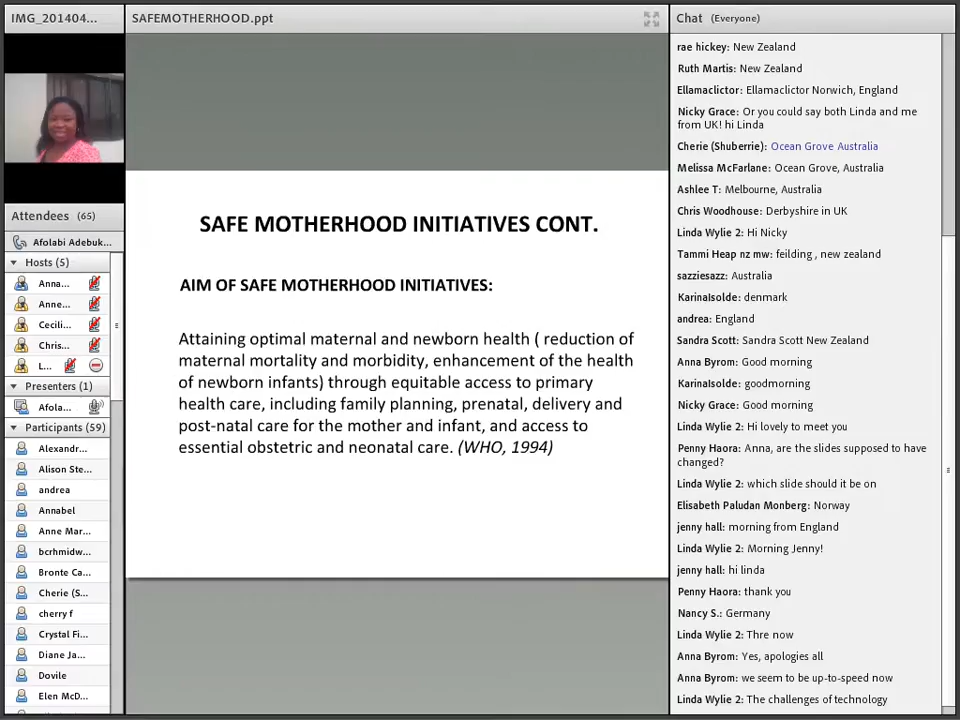 IMG_201404...
Attendees (65)
Afolabi Adebuk...
Hosts (5)
Anna...
Anne...
Cecili...
Chris...
L...
Presenters (1)
Afola...
Participants (59)
Alexandr...
Alison Ste...
andrea
Annabel
Anne Mar...
bcrhmidw...
Bronte Ca...
Cherie (S...
cherry f
Crystal Fi...
Diane Ja...
Dovile
Elen McD...
SAFEMOTHERHOOD.ppt
SAFE MOTHERHOOD INITIATIVES CONT.
AIM OF SAFE MOTHERHOOD INITIATIVES:
Attaining optimal maternal and newborn health ( reduction of
maternal mortality and morbidity, enhancement of the health
of newborn infants) through equitable access to primary
health care, including family planning, prenatal, delivery and
post-natal care for the mother and infant, and access to
essential obstetric and neonatal care. (WHO, 1994)
Chat (Everyone)
rae hickey: New Zealand
Ruth Martis: New Zealand
Ellamaclictor: Ellamaclictor Norwich, England
Nicky Grace: Or you could say both Linda and me
from UK! hi Linda
Cherie (Shuberrie): Ocean Grove Australia
Melissa McFarlane: Ocean Grove, Australia
Ashlee T: Melbourne, Australia
Chris Woodhouse: Derbyshire in UK
Linda Wylie 2: Hi Nicky
Tammi Heap nz mw: feilding , new zealand
sazziesazz: Australia
KarinaIsolde: denmark
andrea: England
Sandra Scott: Sandra Scott New Zealand
Anna Byrom: Good morning
KarinaIsolde: goodmorning
Nicky Grace: Good morning
Linda Wylie 2: Hi lovely to meet you
Penny Haora: Anna, are the slides supposed to have
changed?
Linda Wylie 2: which slide should it be on
Elisabeth Paludan Monberg: Norway
jenny hall: morning from England
Linda Wylie 2: Morning Jenny!
jenny hall: hi linda
Penny Haora: thank you
Nancy S.: Germany
Linda Wylie 2: Thre now
Anna Byrom: Yes, apologies all
Anna Byrom: we seem to be up-to-speed now
Linda Wylie 2: The challenges of technology